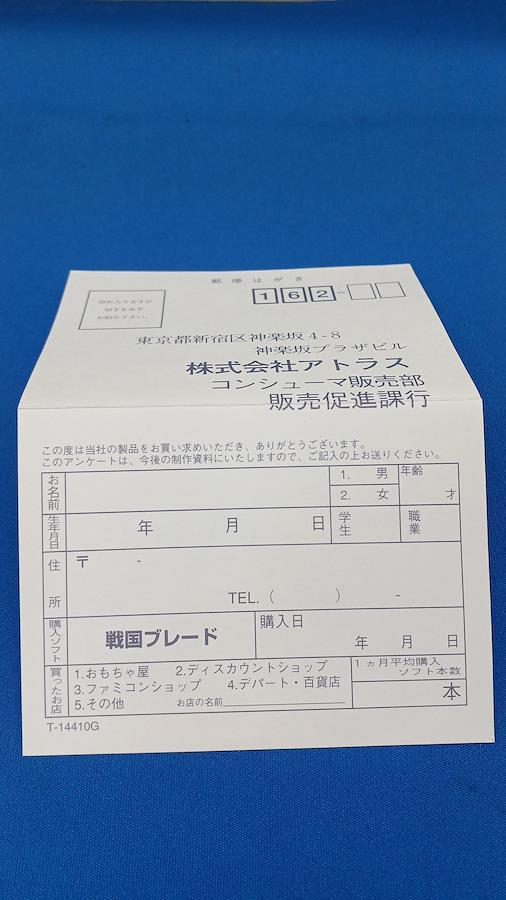 郵便はがき
切れ入りますが
切手を必ず
お貼り下さい。
162-
東京都新宿区神楽坂4-8
神楽坂プラザビル
株式会社アトラス
コンシューマ販売部
販売促進課行
この度は当社の製品をお買い求めいただき、ありがとうございます。
このアンケートは、今後の制作資料にいたしますので、ご記入の上お送りください。
お名前
1. 男
2. 女
年齢
才
生年月日
年 月 日
学生
職業
住所
〒 -
TEL. ( ) -
購入ソフト
戦国ブレード
購入日
年 月 日
買ったお店
1.おもちゃ屋 2.ディスカウントショップ
3.ファミコンショップ 4.デパート・百貨店
5.その他 お店の名前
1ヵ月平均購入
ソフト本数
本
T-14410G